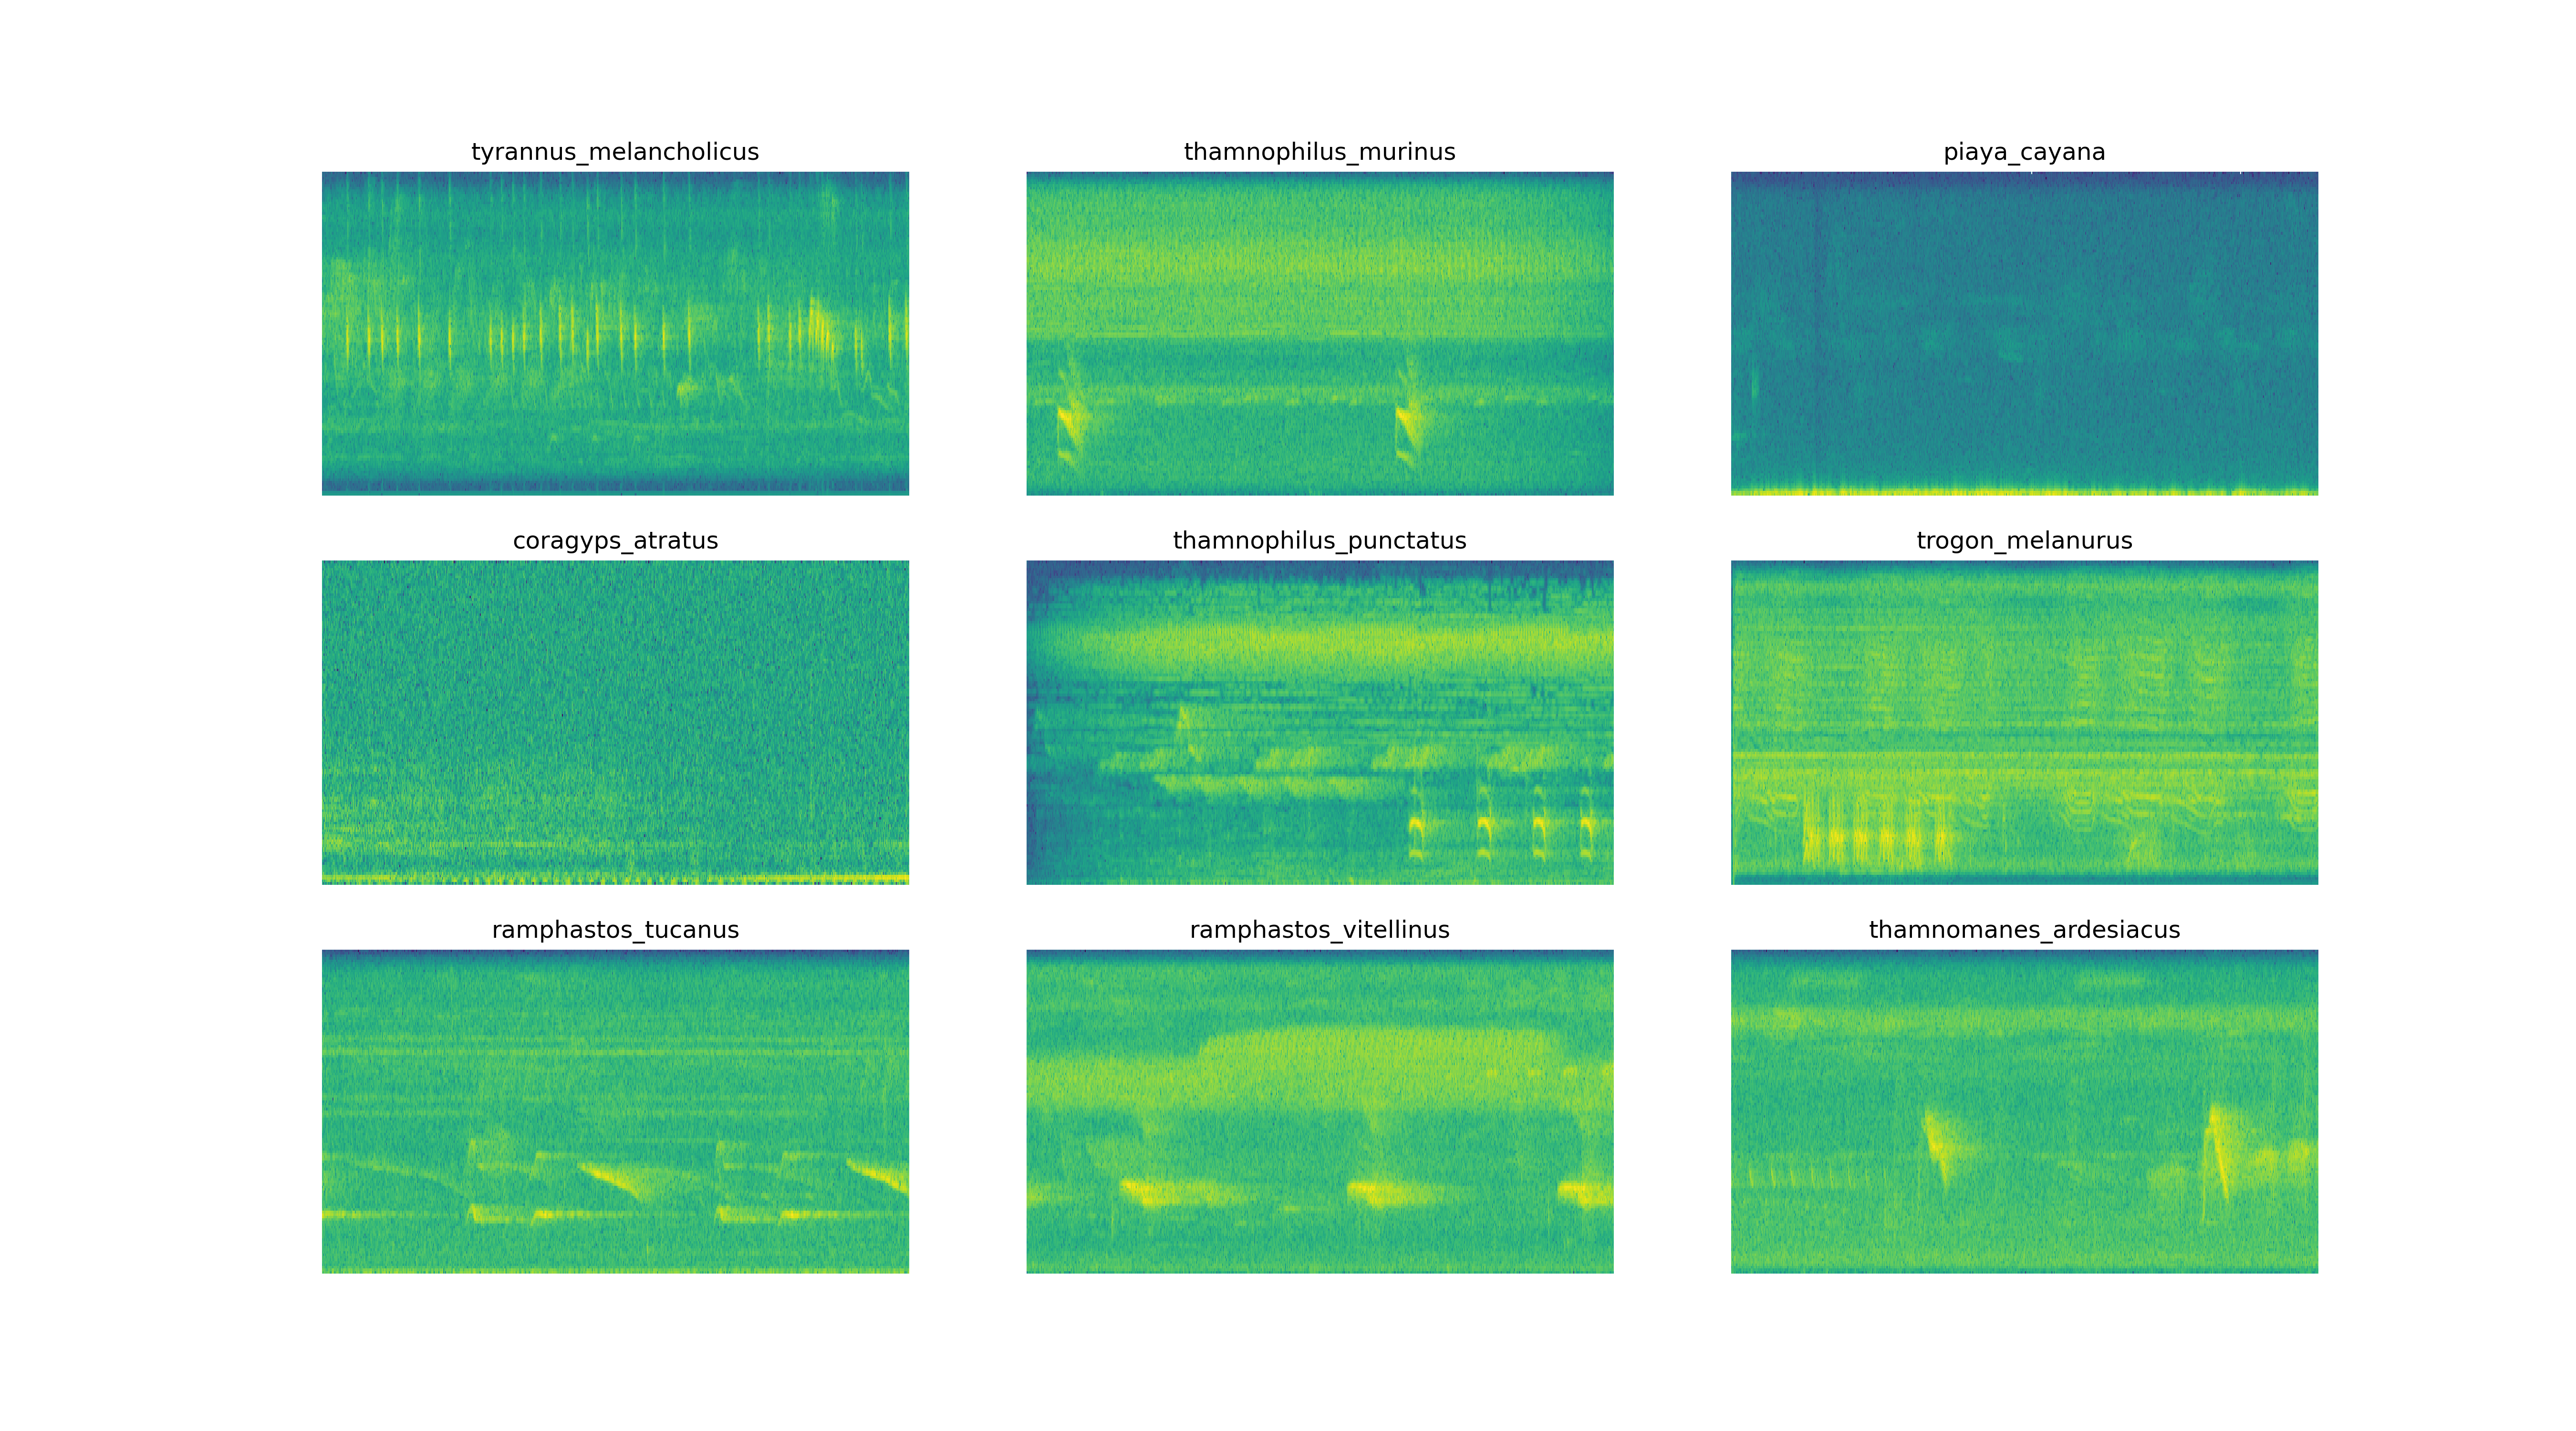 tyrannus_melancholicus
thamnophilus_murinus
piaya_cayana
coragyps_atratus
thamnophilus_punctatus
trogon_melanurus
ramphastos_tucanus
ramphastos_vitellinus
thamnomanes_ardesiacus